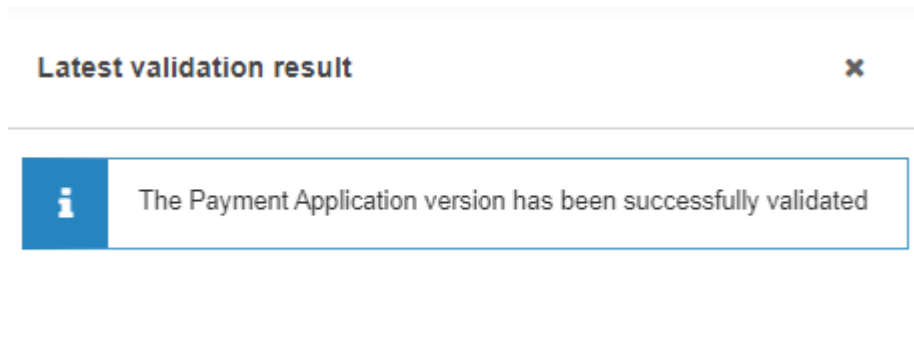 Latest validation result
The Payment Application version has been successfully validated